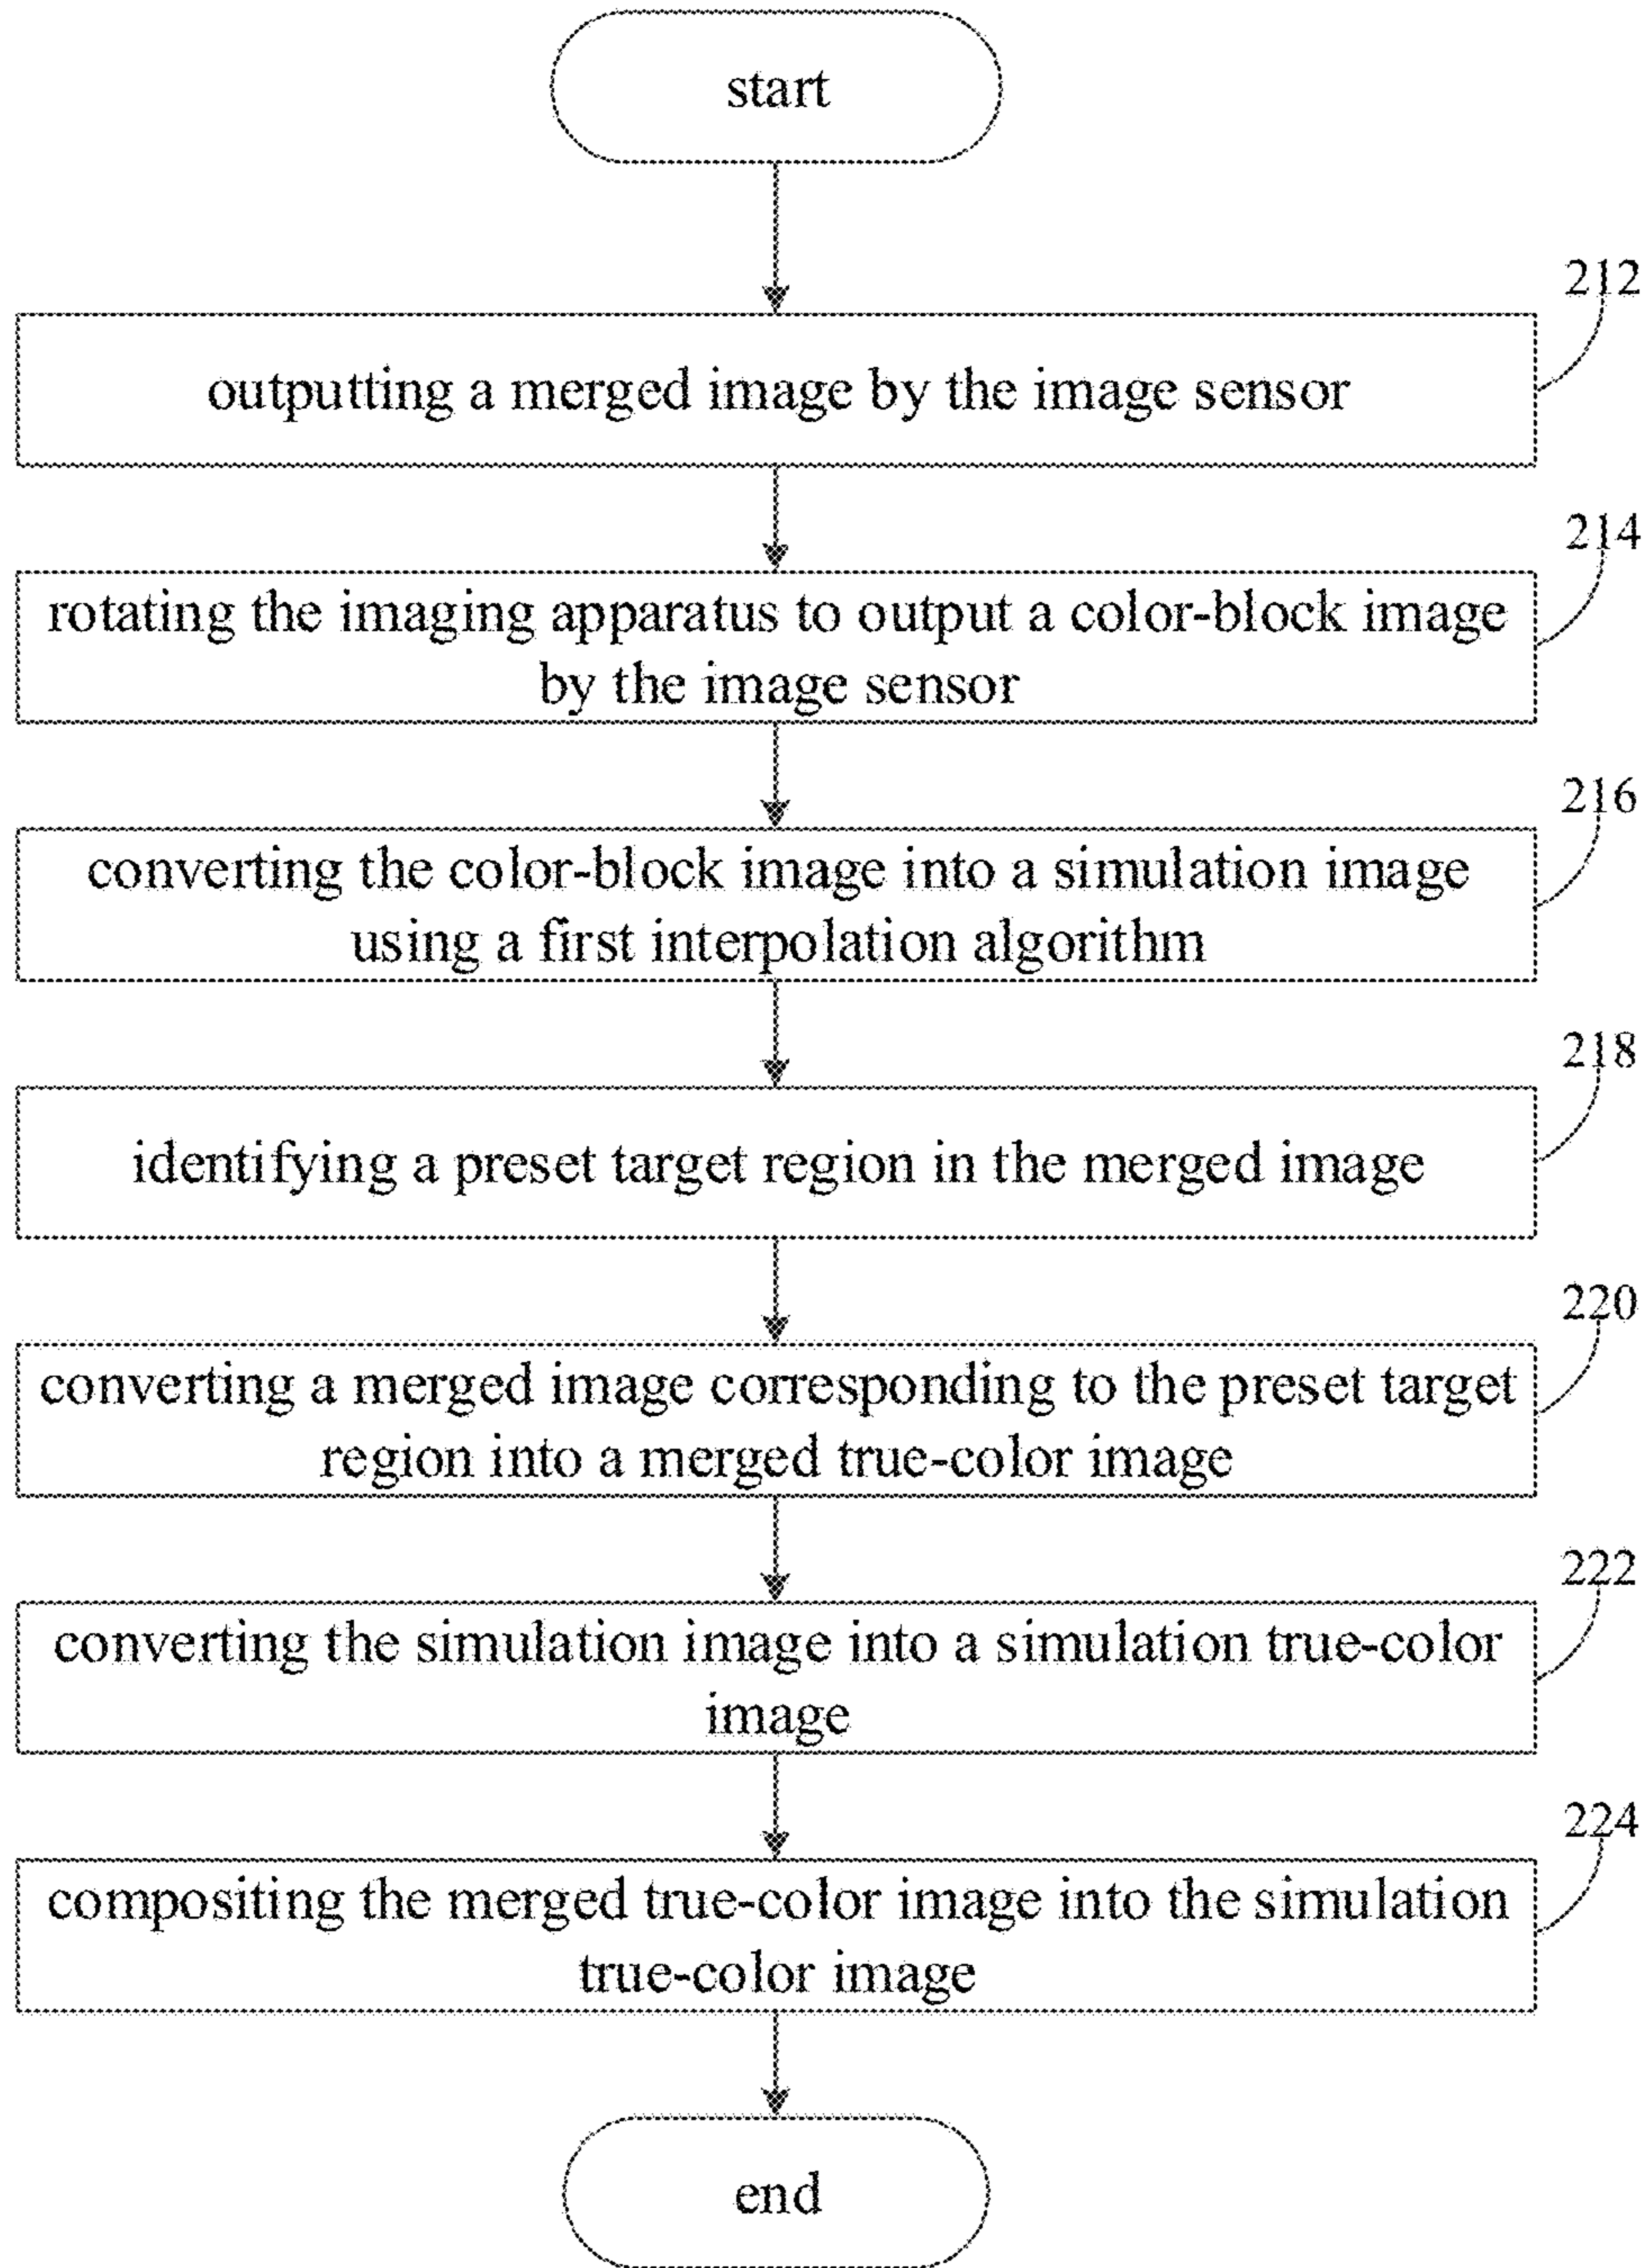 start
212
outputting a merged image by the image sensor
214
rotating the imaging apparatus to output a color-block image
by the image sensor
216
converting the color-block image into a simulation image
using a first interpolation algorithm
218
identifying a preset target region in the merged image
220
converting a merged image corresponding to the preset target
region into a merged true-color image
222
converting the simulation image into a simulation true-color
image
224
compositing the merged true-color image into the simulation
true-color image
end